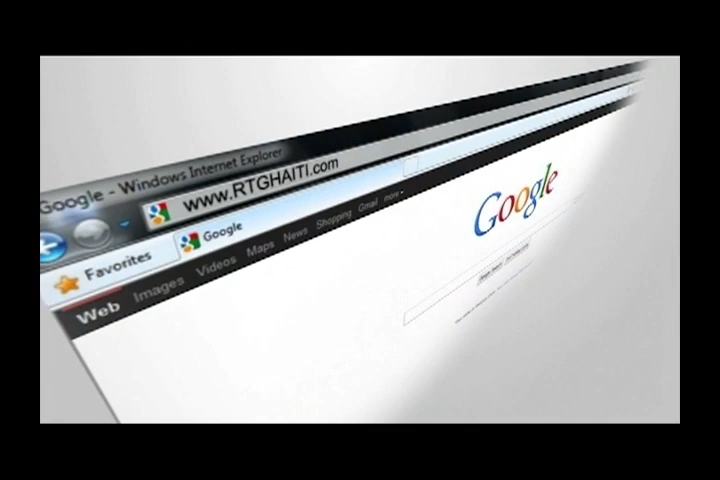 Google - Windows Internet Explorer
www.RTGHAITI.com
Favorites
Google
Web Images Videos Maps News Shopping Gmail more
Google